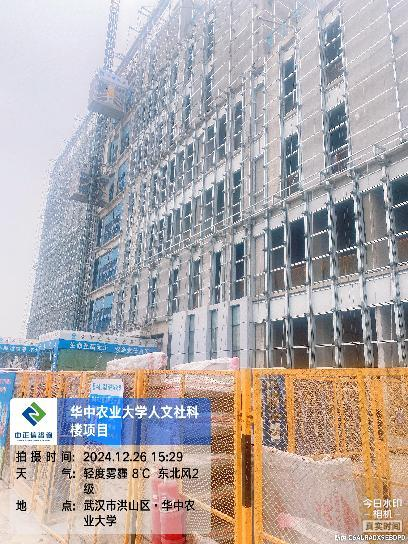 华中农业大学人文社科
楼项目
拍摄时间: 2024.12.26 15:29
天 气: 轻度雾霾 8℃ 东北风2
级
地 点: 武汉市洪山区·华中农
业大学
今日水印
相机
真实时间